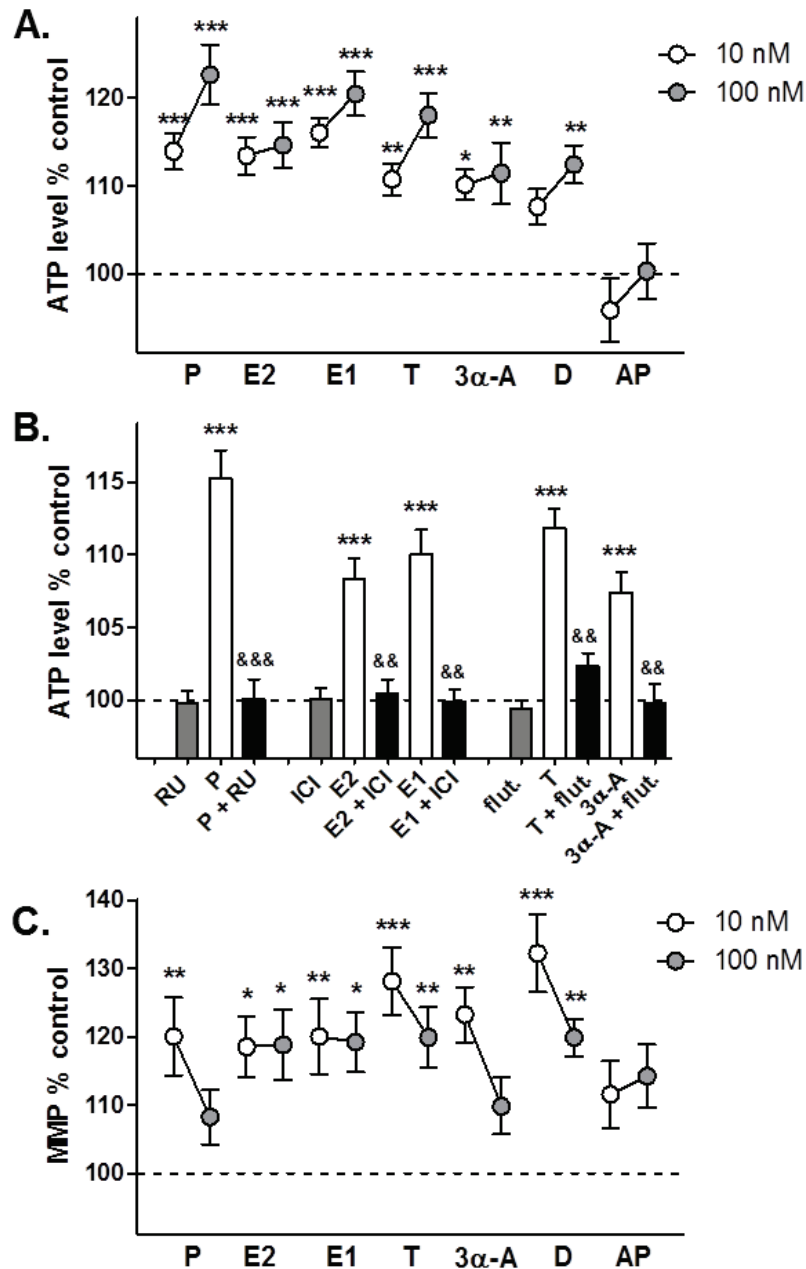 A.
ATP level % control
120
110
100
*** *** *** *** *** *** ** *** * ** **
10 nM
100 nM
P E2 E1 T 3α-A D AP
B.
ATP level % control
115
110
105
100
*** &&& *** && *** && *** && *** &&
RU P P + RU ICI E2 E2 + ICI E1 E1 + ICI flut. T T + flut. 3α-A 3α-A + flut.
C.
MMP % control
140
130
120
110
100
** * * ** * *** ** ** *** **
10 nM
100 nM
P E2 E1 T 3α-A D AP